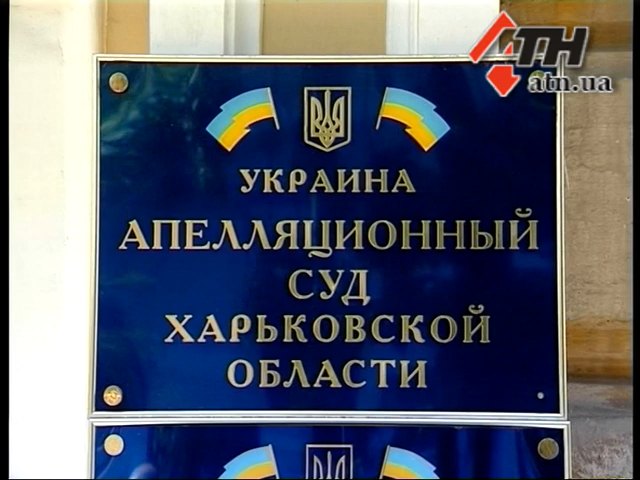 АТН
atn.ua
УКРАИНА
АПЕЛЛЯЦИОННЫЙ
СУД
ХАРЬКОВСКОЙ
ОБЛАСТИ